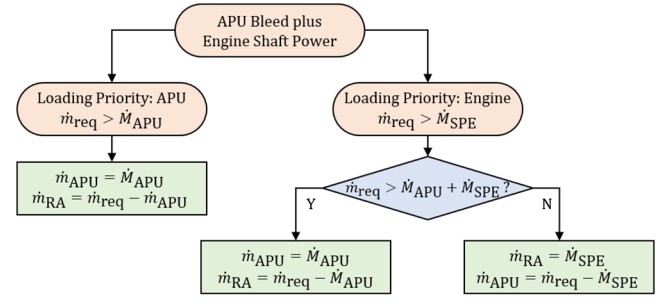 APU Bleed plus
Engine Shaft Power
Loading Priority: APU
ṁreq > ṀAPU
Loading Priority: Engine
ṁreq > ṀSPE
ṁAPU = ṀAPU
ṁRA = ṁreq − ṁAPU
ṁreq > ṀAPU + ṀSPE ?
Y
N
ṁAPU = ṀAPU
ṁRA = ṁreq − ṀAPU
ṁRA = ṀSPE
ṁAPU = ṁreq − ṀSPE